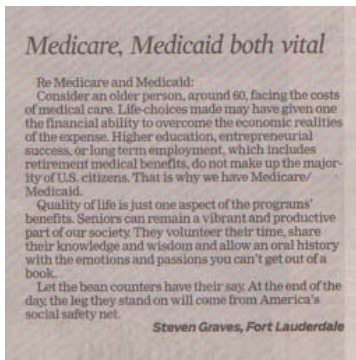 Medicare, Medicaid both vital
Re Medicare and Medicaid:
Consider an older person, around 60, facing the costs
of medical care. Life-choices made may have given one
the financial ability to overcome the economic realities
of the expense. Higher education, entrepreneurial
success, or long term employment, which includes
retirement medical benefits, do not make up the major-
ity of U.S. citizens. That is why we have Medicare/
Medicaid.
Quality of life is just one aspect of the programs'
benefits. Seniors can remain a vibrant and productive
part of our society. They volunteer their time, share
their knowledge and wisdom and allow an oral history
with the emotions and passions you can't get out of a
book.
Let the bean counters have their say. At the end of the
day, the leg they stand on will come from America's
social safety net.
Steven Graves, Fort Lauderdale